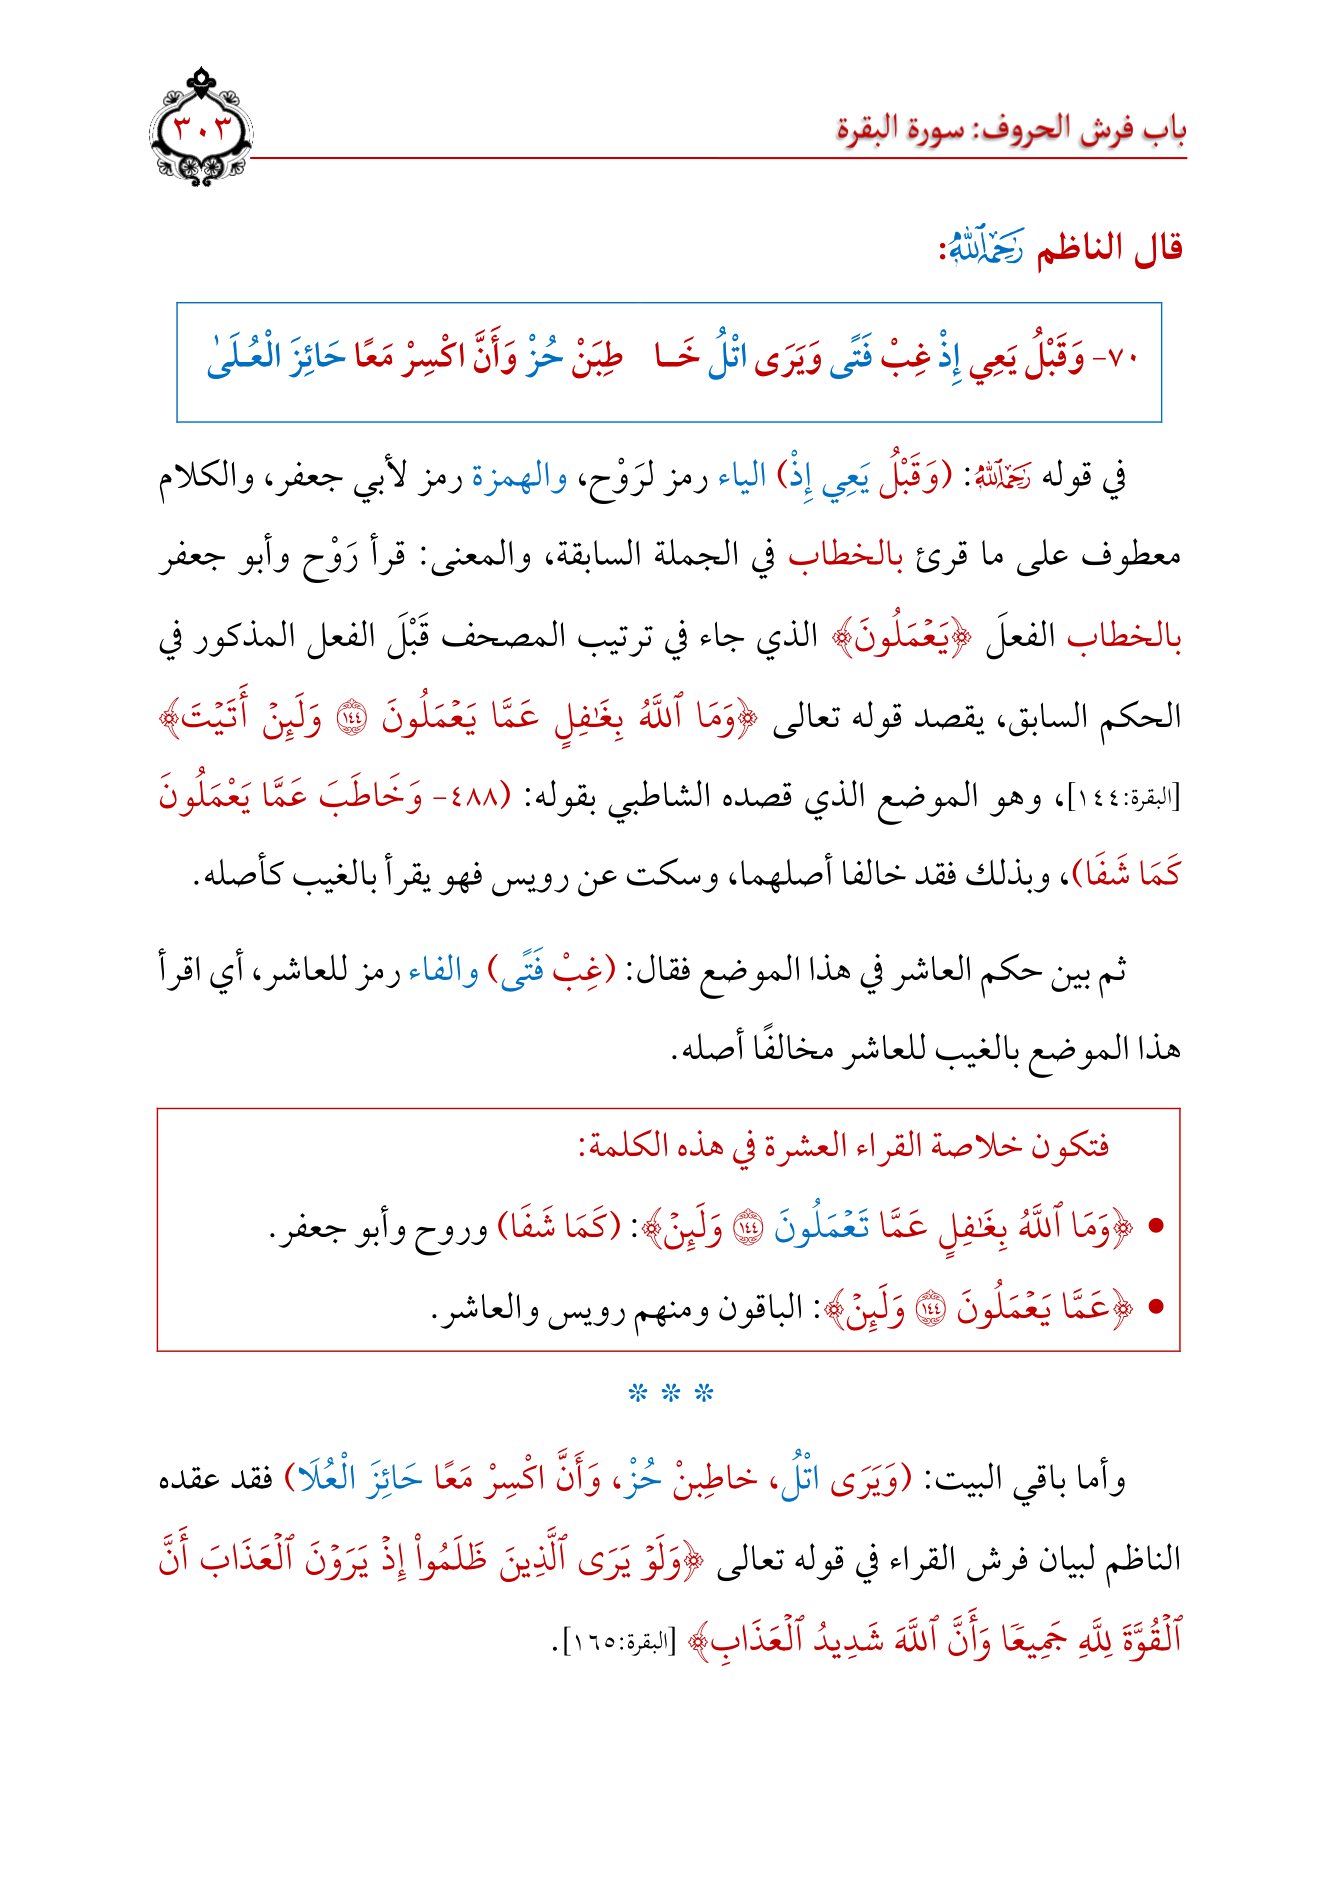 باب فرش الحروف: سورة البقرة
٣٠٣
قال الناظم رَحِمَهُ ٱللَّهُ:
٧٠- وَقَبْلُ يَعِي إِذْ غِبْ فَتًى وَيَرَى اتْلُ خَـا طِبَنْ حُزْ وَأَنَّ اكْسِرْ مَعًا حَائِزَ الْعُـلَىٰ
في قوله رَحِمَهُ ٱللَّهُ: (وَقَبْلُ يَعِي إِذْ) الياء رمز لرَوْح، والهمزة رمز لأبي جعفر، والكلام
معطوف على ما قرئ بالخطاب في الجملة السابقة، والمعنى: قرأ رَوْح وأبو جعفر
بالخطاب الفعلَ ﴿يَعْمَلُونَ﴾ الذي جاء في ترتيب المصحف قَبْلَ الفعل المذكور في
الحكم السابق، يقصد قوله تعالى ﴿وَمَا ٱللَّهُ بِغَٰفِلٍ عَمَّا يَعْمَلُونَ ١٤٤ وَلَئِنْ أَتَيْتَ﴾
[البقرة:١٤٤]، وهو الموضع الذي قصده الشاطبي بقوله: (٤٨٨- وَخَاطَبَ عَمَّا يَعْمَلُونَ
كَمَا شَفَا)، وبذلك فقد خالفا أصلهما، وسكت عن رويس فهو يقرأ بالغيب كأصله.
ثم بين حكم العاشر في هذا الموضع فقال: (غِبْ فَتًى) والفاء رمز للعاشر، أي اقرأ
هذا الموضع بالغيب للعاشر مخالفًا أصله.
فتكون خلاصة القراء العشرة في هذه الكلمة:
• ﴿وَمَا ٱللَّهُ بِغَٰفِلٍ عَمَّا تَعْمَلُونَ ١٤٤ وَلَئِنْ﴾: (كَمَا شَفَا) وروح وأبو جعفر.
• ﴿عَمَّا يَعْمَلُونَ ١٤٤ وَلَئِنْ﴾: الباقون ومنهم رويس والعاشر.
* * *
وأما باقي البيت: (وَيَرَى اتْلُ، خاطِبنْ حُزْ، وَأَنَّ اكْسِرْ مَعًا حَائِزَ الْعُلَا) فقد عقده
الناظم لبيان فرش القراء في قوله تعالى ﴿وَلَوْ يَرَى ٱلَّذِينَ ظَلَمُوٓاْ إِذْ يَرَوْنَ ٱلْعَذَابَ أَنَّ
ٱلْقُوَّةَ لِلَّهِ جَمِيعًا وَأَنَّ ٱللَّهَ شَدِيدُ ٱلْعَذَابِ﴾ [البقرة:١٦٥].